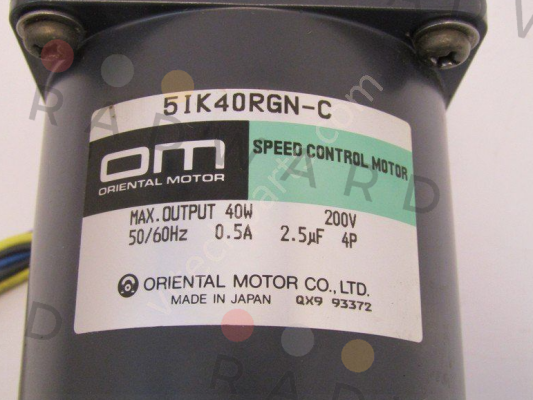 5IK40RGN-C
om
ORIENTAL MOTOR
SPEED CONTROL MOTOR
MAX.OUTPUT 40W 200V
50/60Hz 0.5A 2.5μF 4P
ORIENTAL MOTOR CO.,LTD.
MADE IN JAPAN QX9 93372
RADWARD